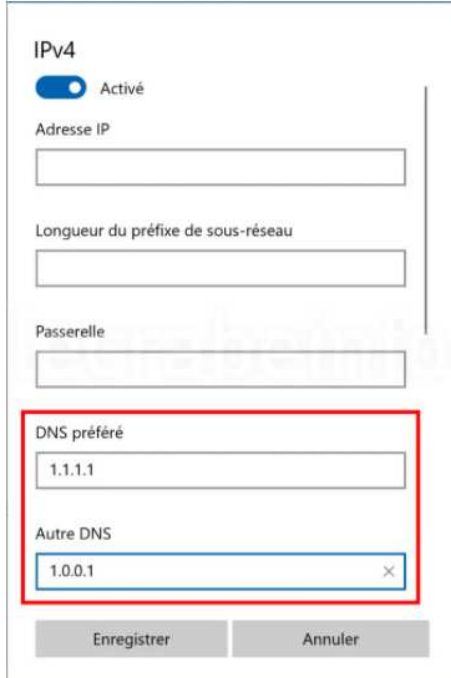 IPv4
Activé
Adresse IP
Longueur du préfixe de sous-réseau
Passerelle
DNS préféré
1.1.1.1
Autre DNS
1.0.0.1
Enregistrer Annuler